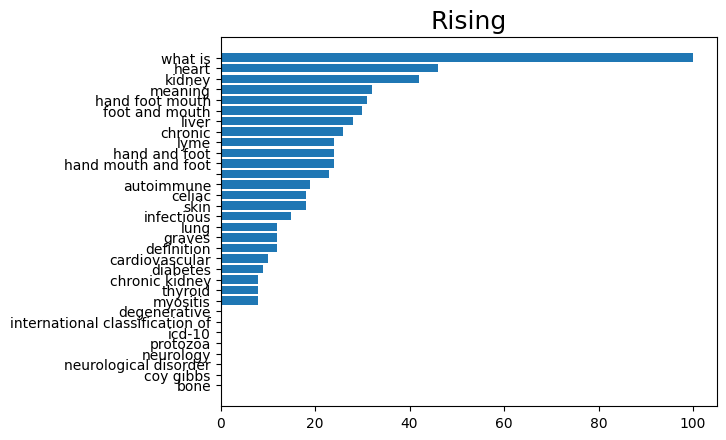 Rising
what is
heart
kidney
meaning
hand foot mouth
foot and mouth
liver
chronic
lyme
hand and foot
hand mouth and foot
autoimmune
celiac
skin
infectious
lung
graves
definition
cardiovascular
diabetes
chronic kidney
thyroid
myositis
degenerative
international classification of
icd-10
protozoa
neurology
neurological disorder
coy gibbs
bone
0 20 40 60 80 100